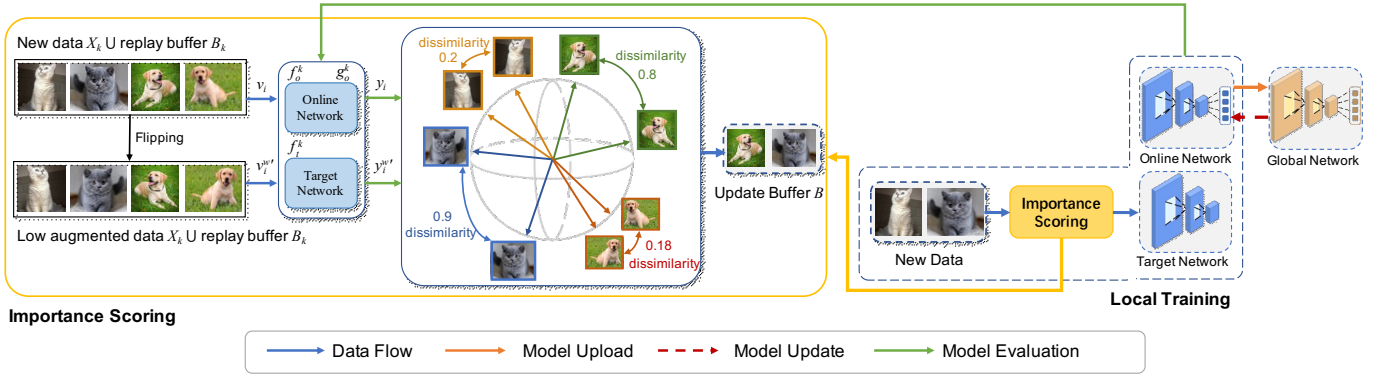 New data X_k ∪ replay buffer B_k
v_i
Flipping
v_i^{w'}
Low augmented data X_k ∪ replay buffer B_k
f_o^k
g_o^k
Online
Network
f_t^k
Target
Network
y_i
y_i^{w'}
dissimilarity
0.2
dissimilarity
0.8
0.9
dissimilarity
0.18
dissimilarity
Update Buffer B
Importance Scoring
New Data
Importance
Scoring
Online Network
Global Network
Target Network
Local Training
Data Flow
Model Upload
Model Update
Model Evaluation